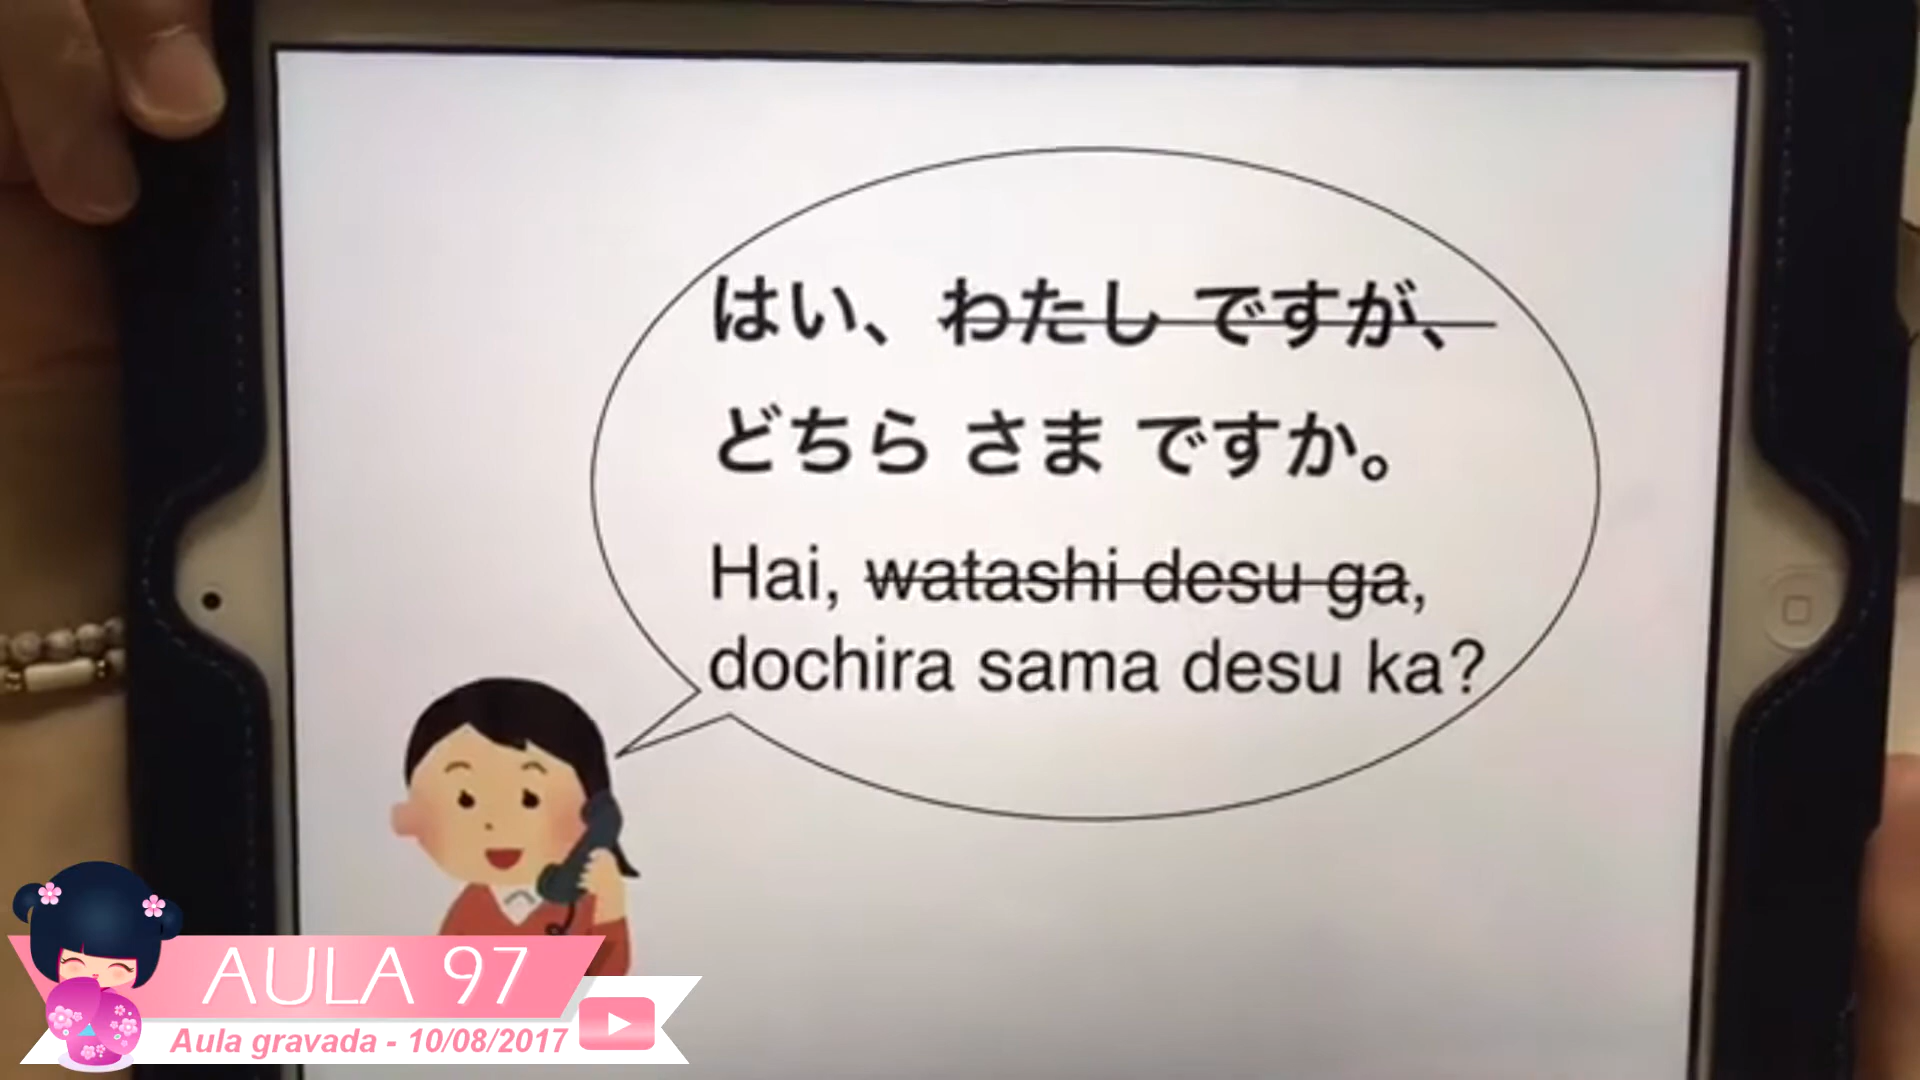 はい、わたし ですが、
どちら さま ですか。
Hai, watashi desu ga,
dochira sama desu ka?
AULA 97
Aula gravada - 10/08/2017